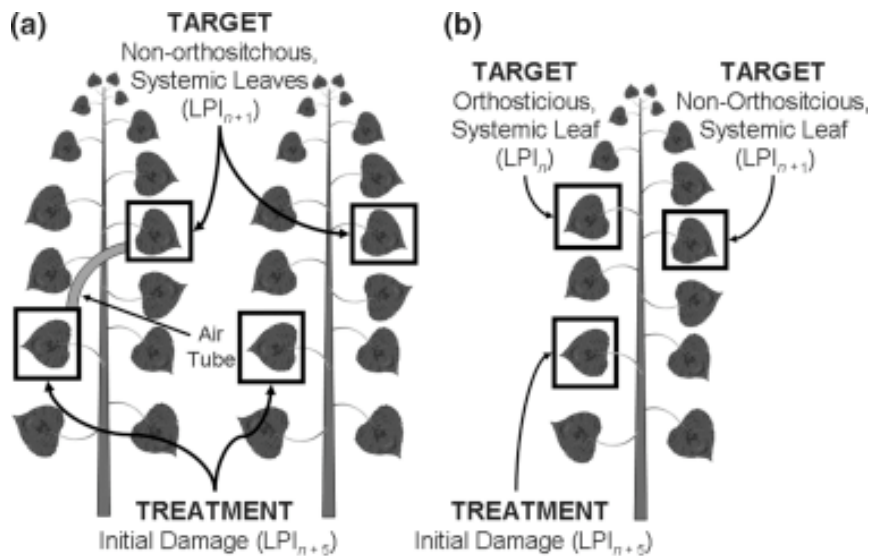 (a)
TARGET
Non-orthositchous,
Systemic Leaves
(LPIn+1)
Air
Tube
TREATMENT
Initial Damage (LPIn+5)
(b)
TARGET
Orthosticious,
Systemic Leaf
(LPIn)
TARGET
Non-Orthositcious,
Systemic Leaf
(LPIn+1)
TREATMENT
Initial Damage (LPIn+5)